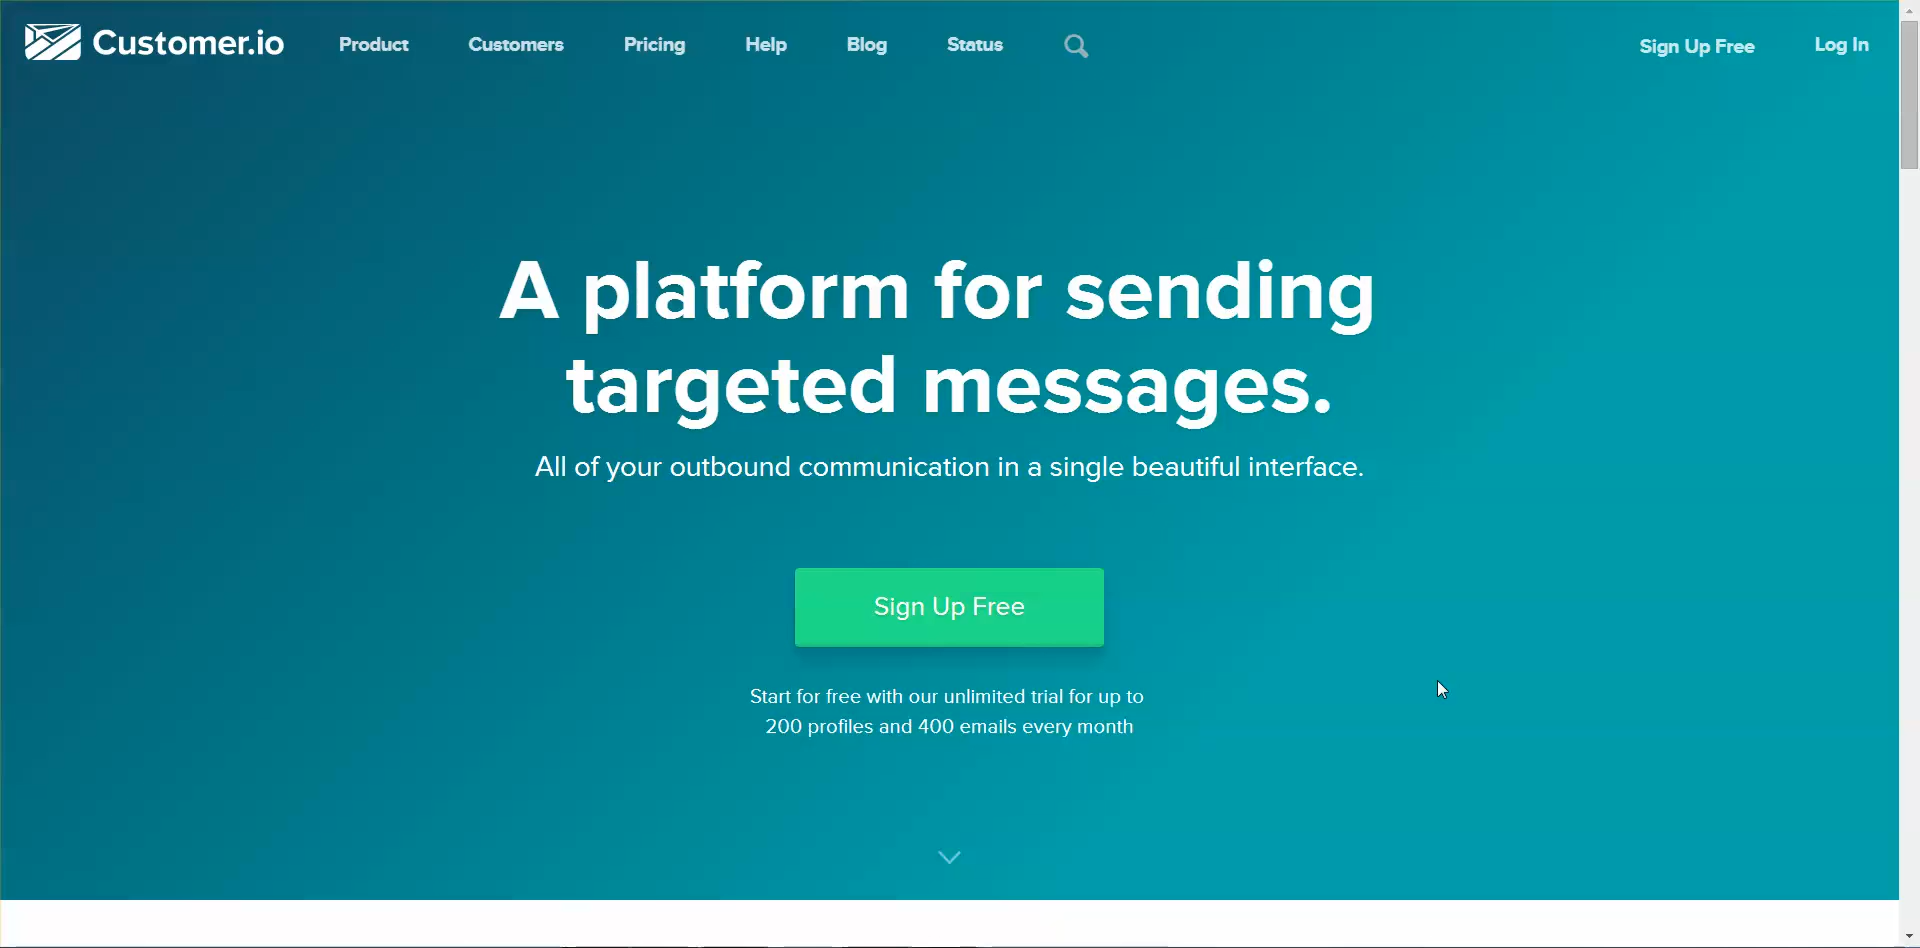 Customer.io
Product
Customers
Pricing
Help
Blog
Status
Sign Up Free
Log In
A platform for sending
targeted messages.
All of your outbound communication in a single beautiful interface.
Sign Up Free
Start for free with our unlimited trial for up to
200 profiles and 400 emails every month